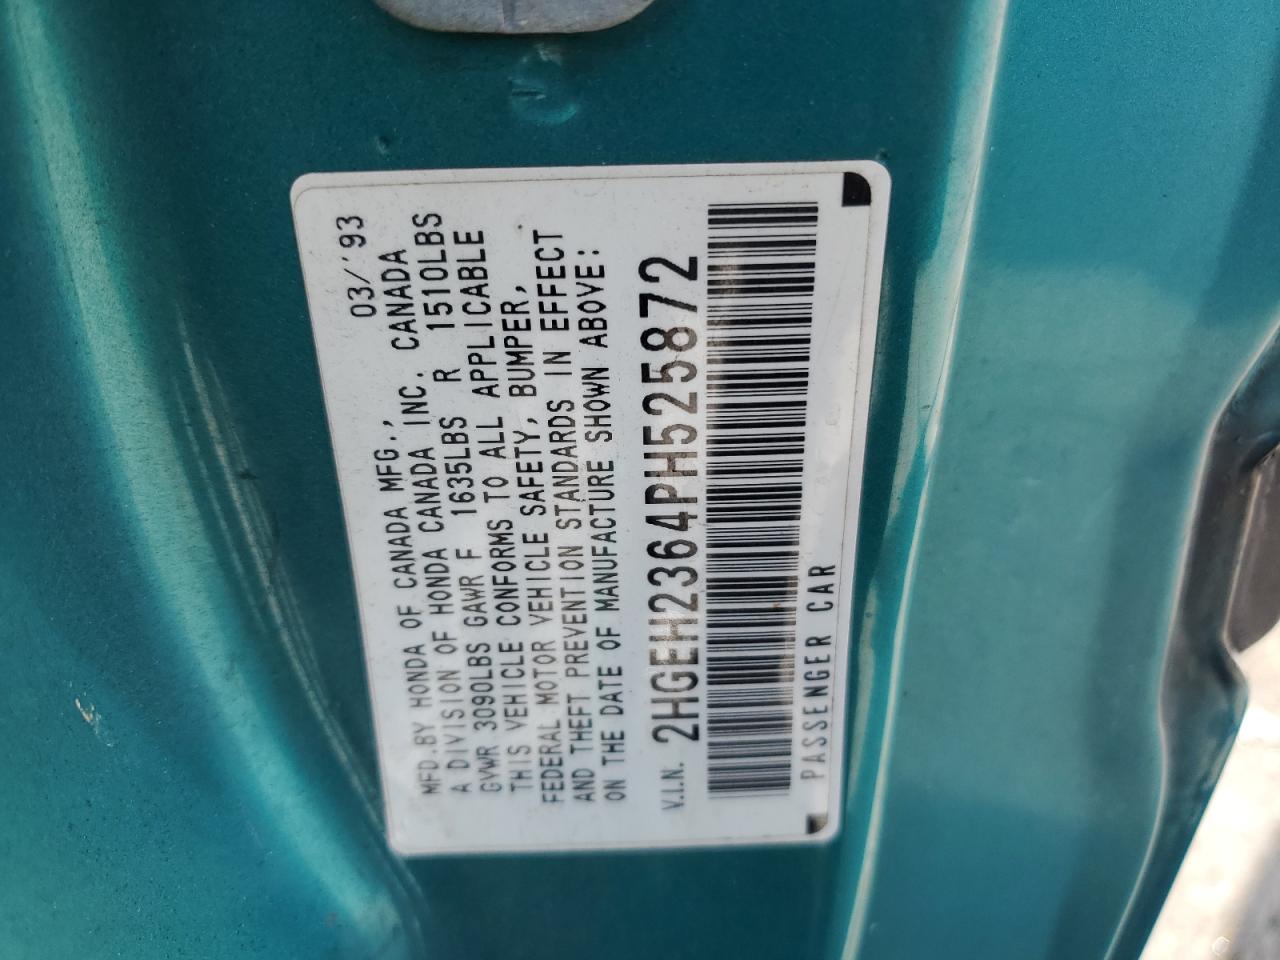 03/'93
MFD.BY HONDA OF CANADA MFG.,
A DIVISION OF HONDA CANADA INC. CANADA
GVWR 3090LBS GAWR F 1635LBS R 1510LBS
THIS VEHICLE CONFORMS TO ALL APPLICABLE
FEDERAL MOTOR VEHICLE SAFETY, BUMPER,
AND THEFT PREVENTION STANDARDS IN EFFECT
ON THE DATE OF MANUFACTURE SHOWN ABOVE:
V.I.N. 2HGEH2364PH525872
PASSENGER CAR